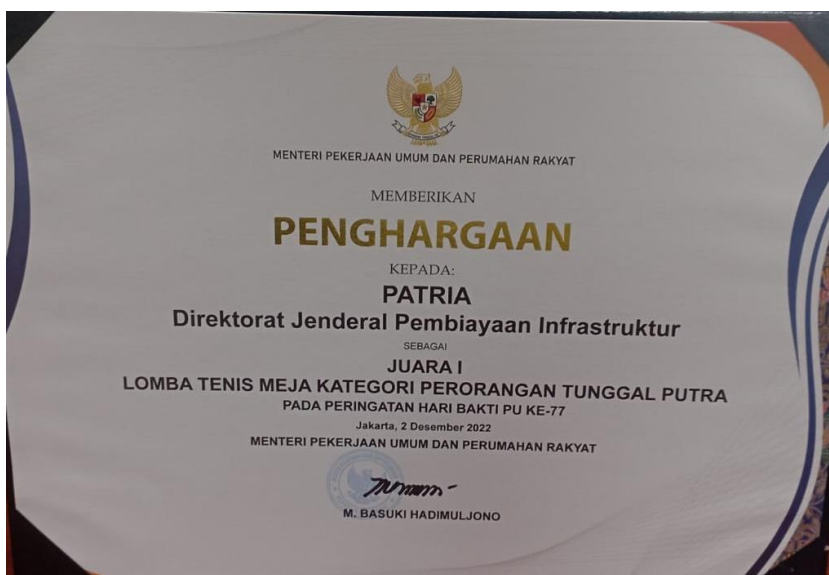 MENTERI PEKERJAAN UMUM DAN PERUMAHAN RAKYAT
MEMBERIKAN
PENGHARGAAN
KEPADA:
PATRIA
Direktorat Jenderal Pembiayaan Infrastruktur
SEBAGAI
JUARA I
LOMBA TENIS MEJA KATEGORI PERORANGAN TUNGGAL PUTRA
PADA PERINGATAN HARI BAKTI PU KE-77
Jakarta, 2 Desember 2022
MENTERI PEKERJAAN UMUM DAN PERUMAHAN RAKYAT
M. BASUKI HADIMULJONO